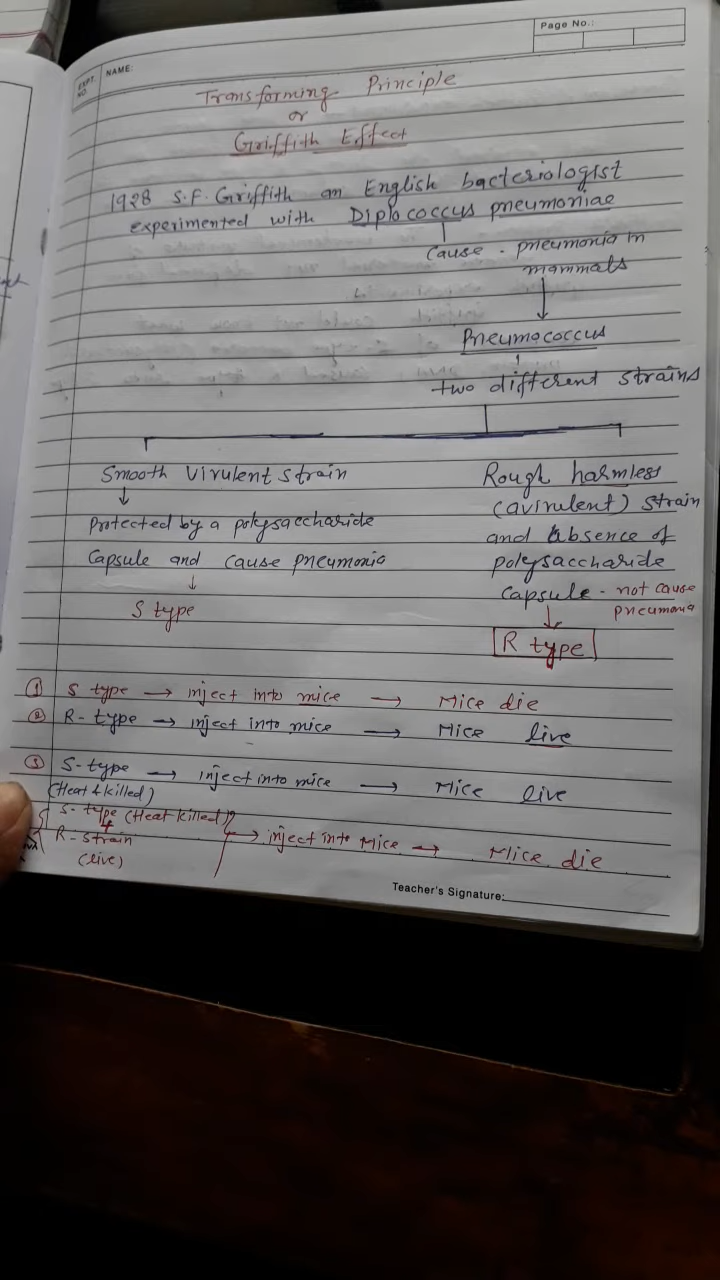 Page No.:
EXPT. NO.
NAME:
Transforming Principle
or
Griffith Effect
1928 S.F. Griffith an English bacteriologist
experimented with Diplococcus pneumoniae
Cause - pneumonia in
mammals
Pneumococcus
two different strains
Smooth Virulent strain
Protected by a polysaccharide
Capsule and cause pneumonia
S type
Rough harmless
(avirulent) strain
and Absence of
polysaccharide
Capsule - not cause
pneumonia
R type
① S type → inject into mice → Mice die
② R-type → inject into mice → Mice live
③ S-type → inject into mice → Mice live
(Heat & killed)
S-type (Heat killed)
+
R-strain → inject into Mice → Mice die
(live)
Teacher's Signature: